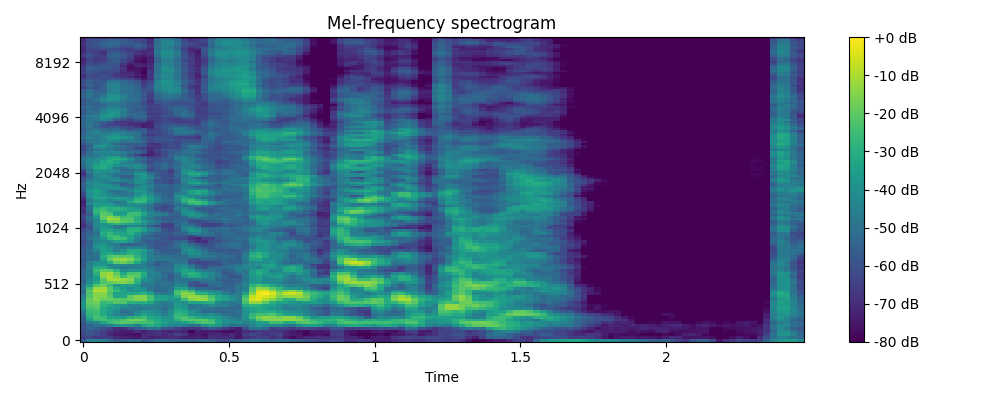 Mel-frequency spectrogram
Hz
8192
4096
2048
1024
512
0
0
0.5
1
1.5
2
Time
+0 dB
-10 dB
-20 dB
-30 dB
-40 dB
-50 dB
-60 dB
-70 dB
-80 dB